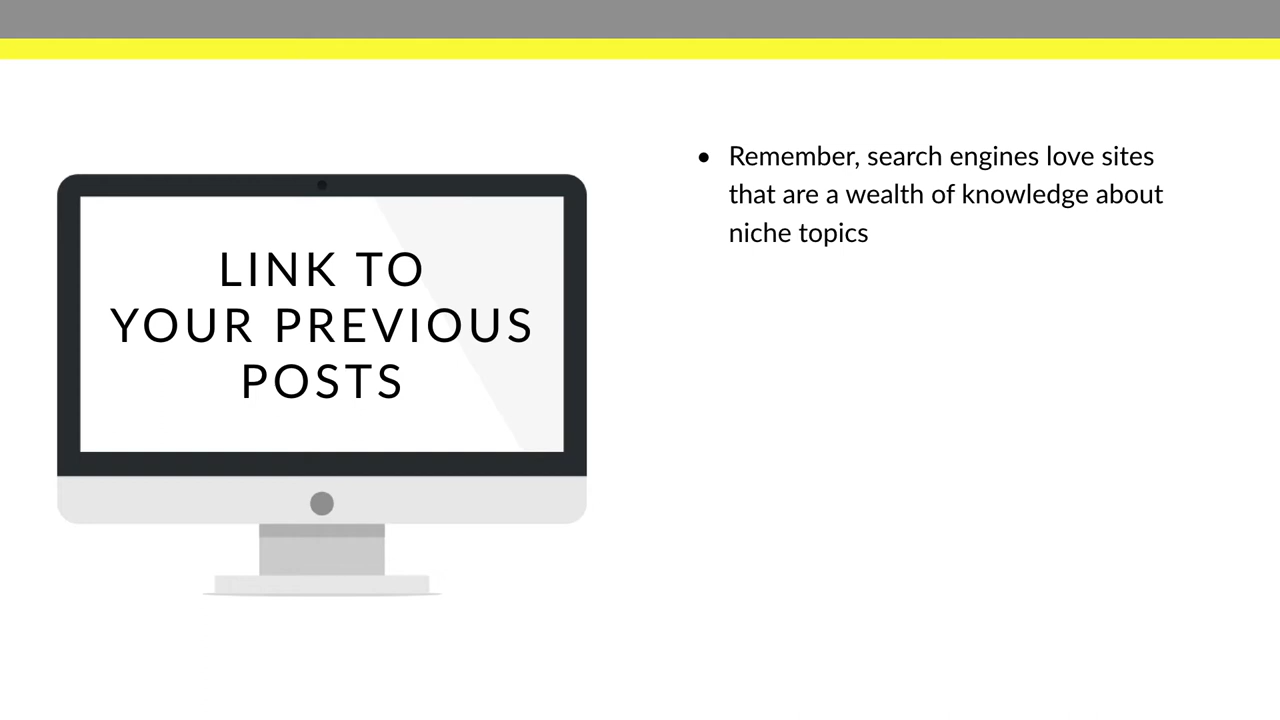 LINK TO
YOUR PREVIOUS
POSTS
• Remember, search engines love sites
that are a wealth of knowledge about
niche topics